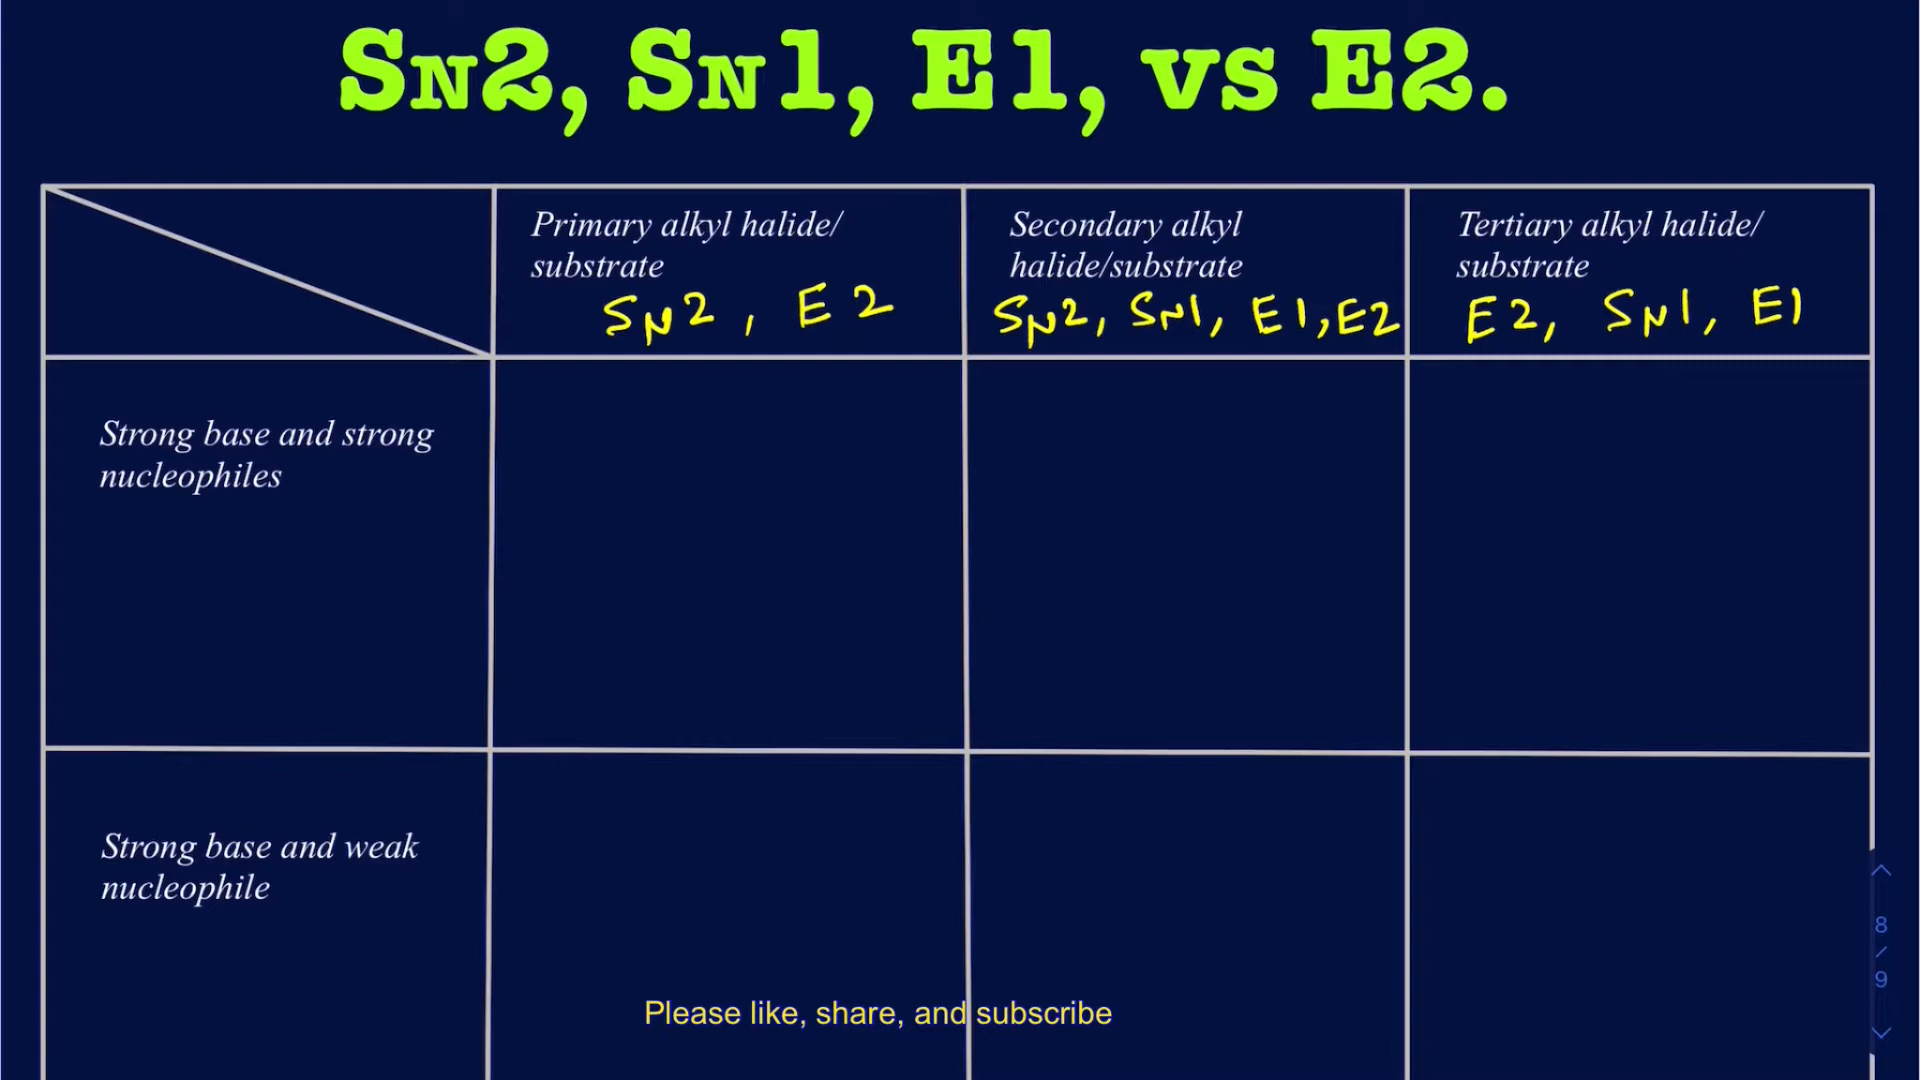 SN2, SN1, E1, vs E2.
Primary alkyl halide/
substrate
SN2, E2
Secondary alkyl
halide/substrate
SN2, SN1, E1, E2
Tertiary alkyl halide/
substrate
E2, SN1, E1
Strong base and strong
nucleophiles
Strong base and weak
nucleophile
Please like, share, and subscribe
8
/
9